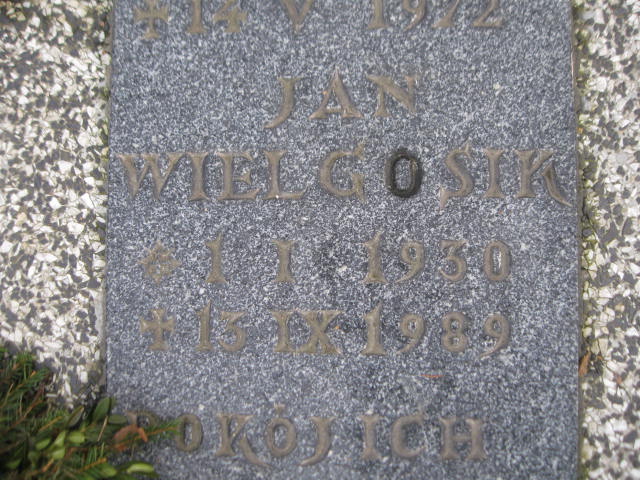 ✝ 14 V 1972
JAN
WIELGOSIK
✲ 1 I 1930
✝ 13 IX 1989
POKÓJ ICH